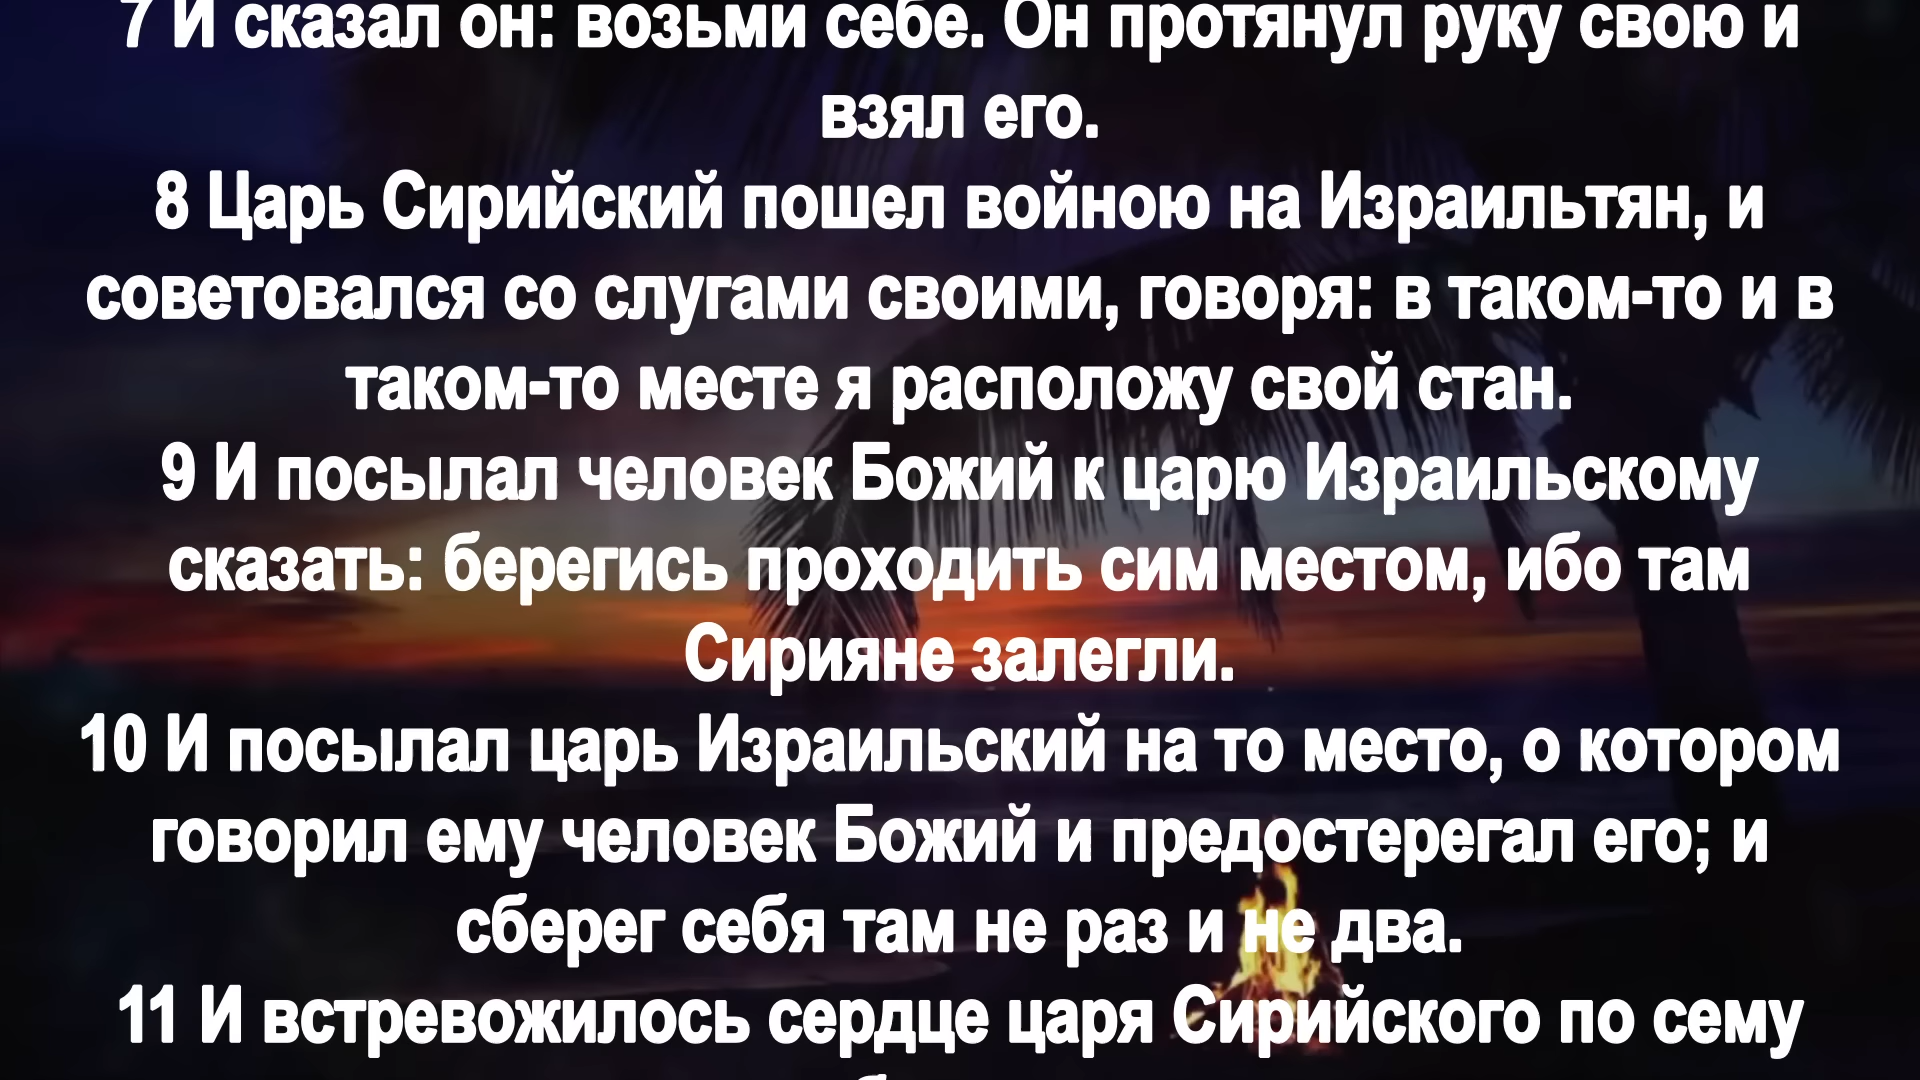 7 И сказал он: возьми себе. Он протянул руку свою и
взял его.
8 Царь Сирийский пошел войною на Израильтян, и
советовался со слугами своими, говоря: в таком-то и в
таком-то месте я расположу свой стан.
9 И посылал человек Божий к царю Израильскому
сказать: берегись проходить сим местом, ибо там
Сирияне залегли.
10 И посылал царь Израильский на то место, о котором
говорил ему человек Божий и предостерегал его; и
сберег себя там не раз и не два.
11 И встревожилось сердце царя Сирийского по сему